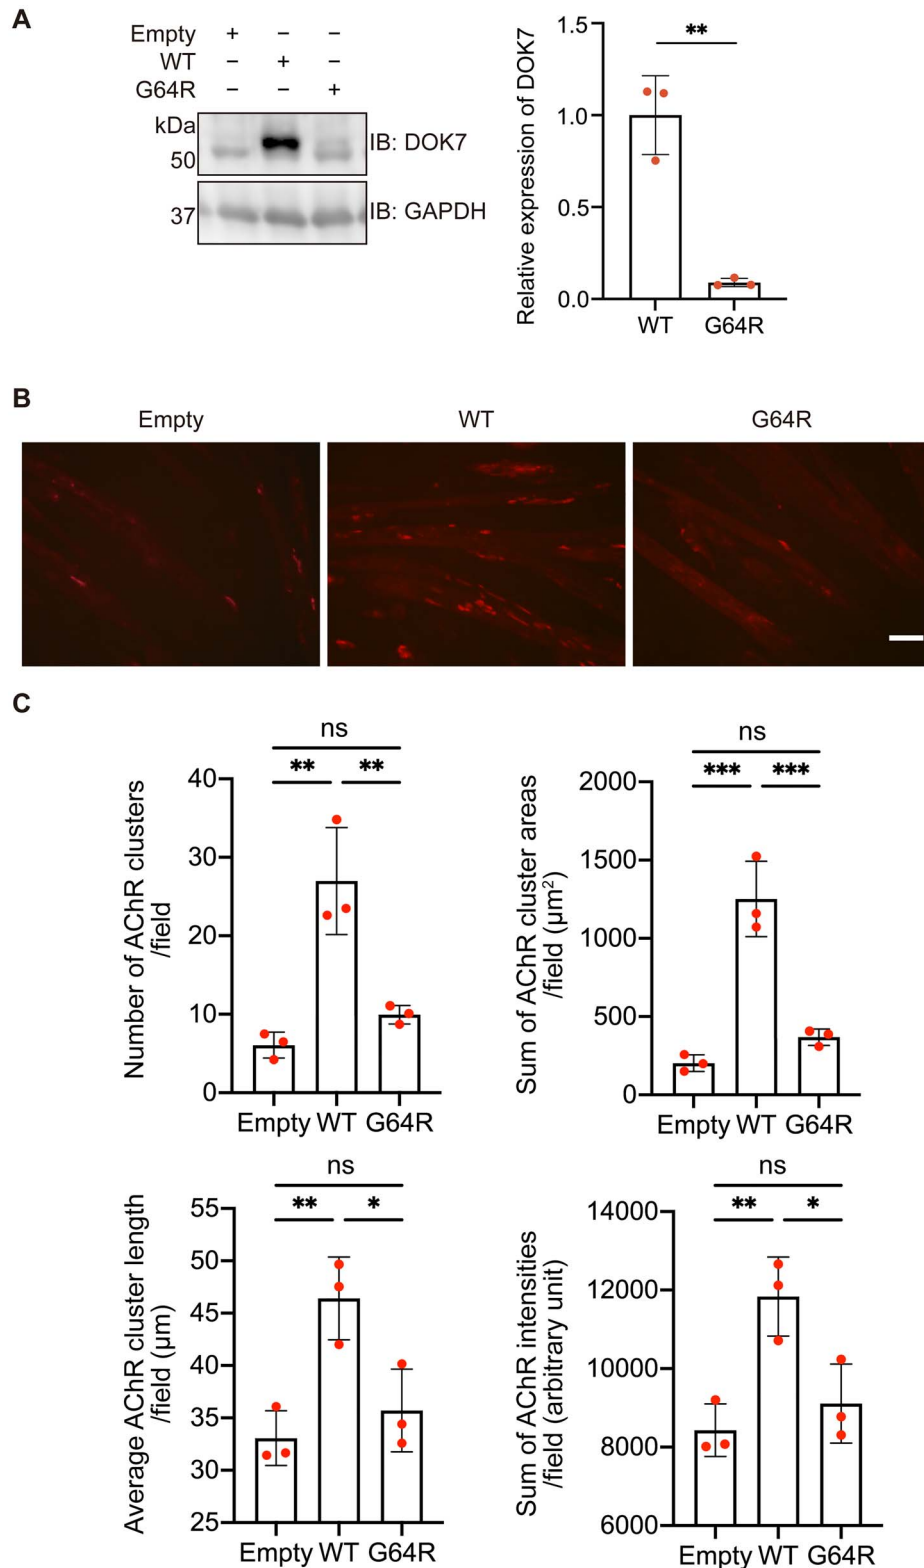 A
Empty + – –
WT – + –
G64R – – +
kDa
50
IB: DOK7
37
IB: GAPDH
Relative expression of DOK7
1.5
1.0
0.5
0.0
**
WT G64R
B
Empty WT G64R
C
Number of AChR clusters
/field
40
30
20
10
0
ns
** **
Empty WT G64R
Sum of AChR cluster areas
/field (µm²)
2000
1500
1000
500
0
ns
*** ***
Empty WT G64R
Average AChR cluster length
/field (µm)
55
50
45
40
35
30
25
ns
** *
Empty WT G64R
Sum of AChR intensities
/field (arbitrary unit)
14000
12000
10000
8000
6000
ns
** *
Empty WT G64R